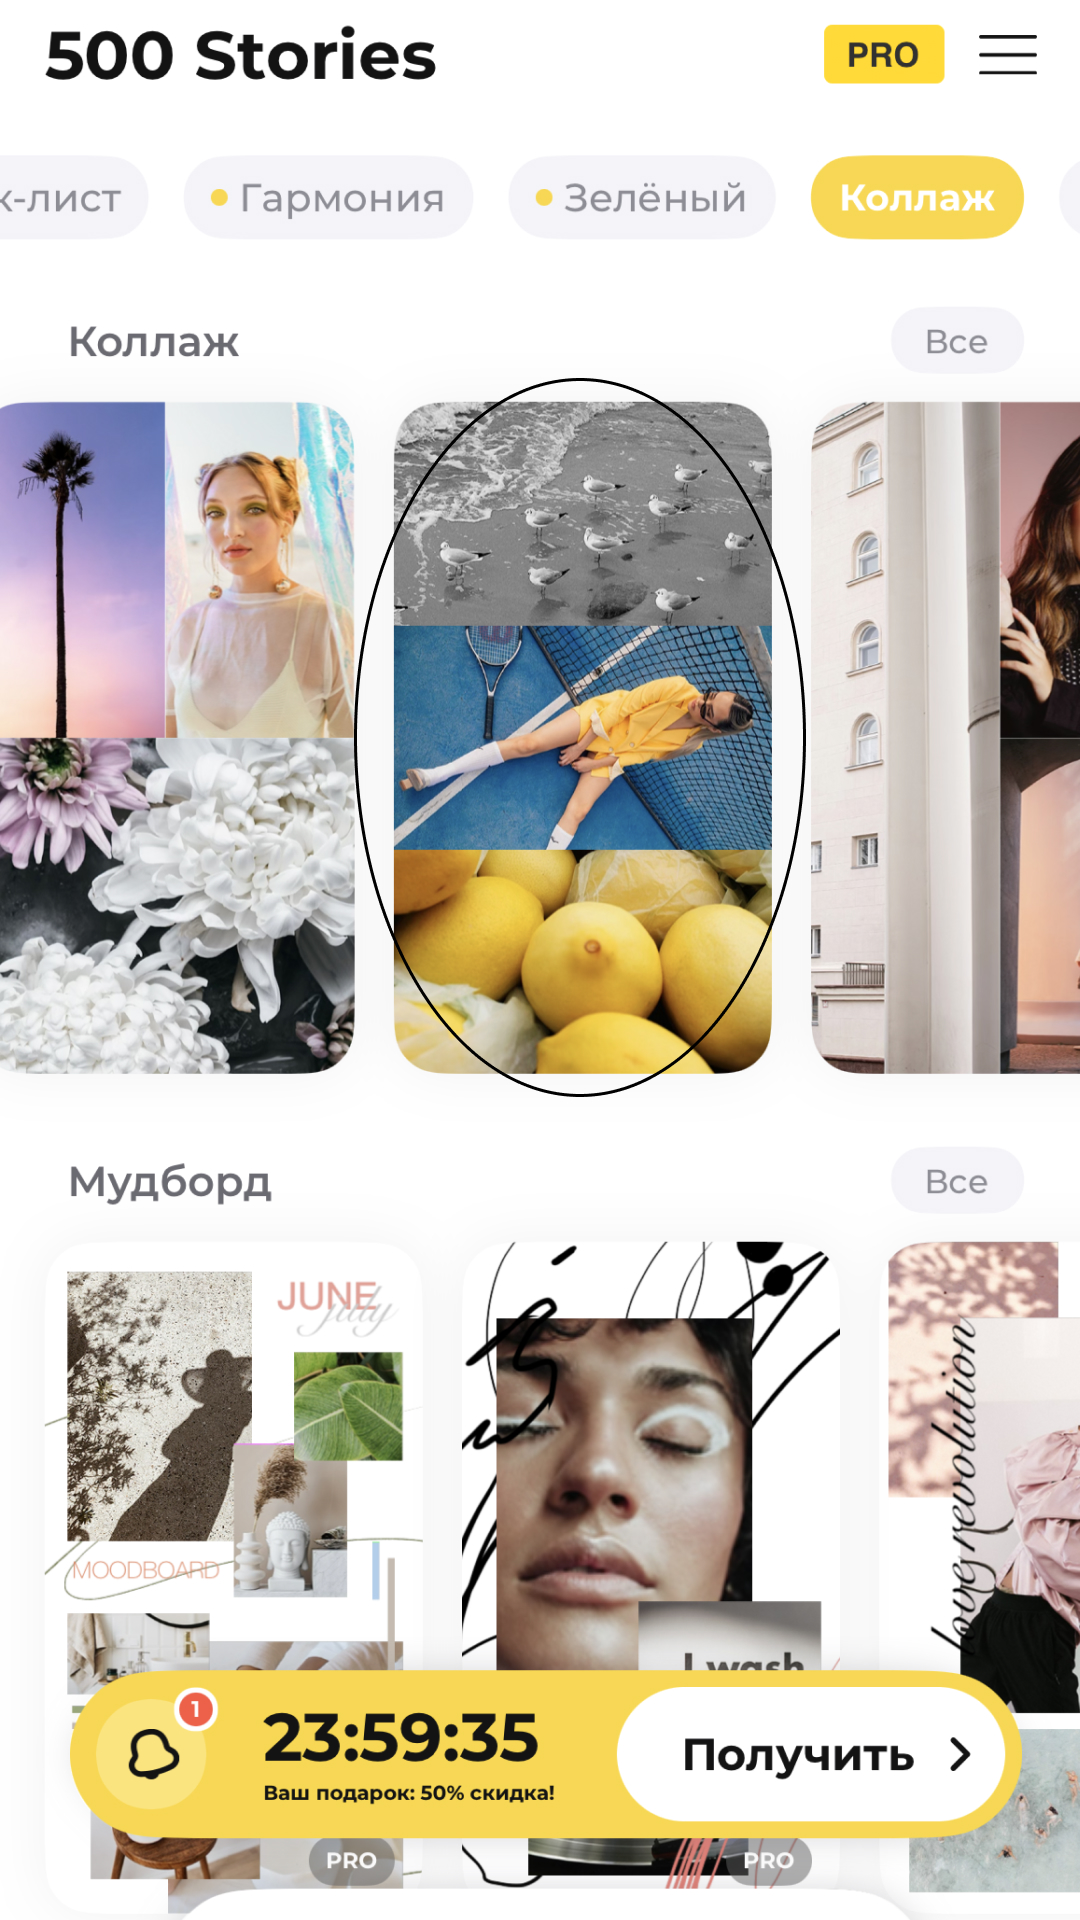 500 Stories
PRO
к-лист
Гармония
Зелёный
Коллаж
Коллаж
Все
Мудборд
Все
JUNE
july
MOODBOARD
I wash
love revolution
1
23:59:35
Ваш подарок: 50% скидка!
Получить
PRO
PRO